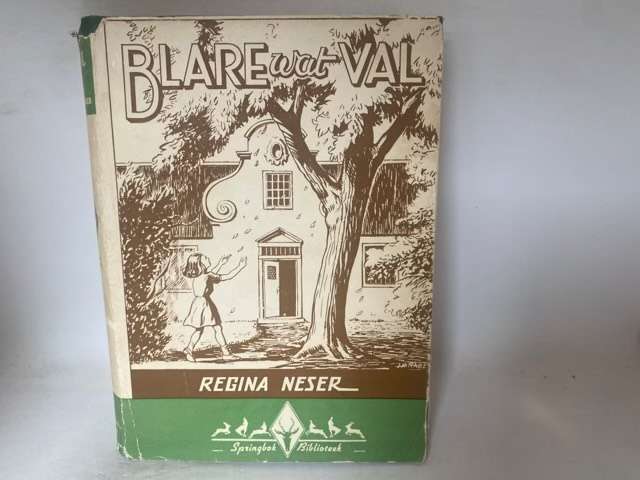 BLARE wat VAL
REGINA NESER
Springbok Biblioteek